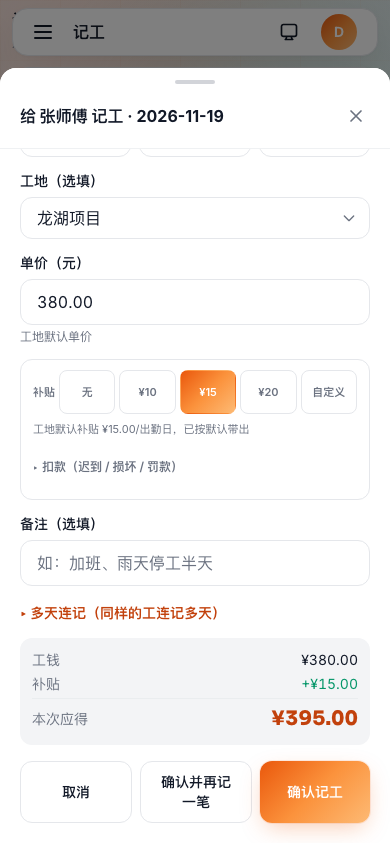 记工
D
给 张师傅 记工 · 2026-11-19
工地（选填）
龙湖项目
单价（元）
380.00
工地默认单价
补贴 无 ¥10 ¥15 ¥20 自定义
工地默认补贴 ¥15.00/出勤日，已按默认带出
▸ 扣款（迟到 / 损坏 / 罚款）
备注（选填）
如：加班、雨天停工半天
▸ 多天连记（同样的工连记多天）
工钱 ¥380.00
补贴 +¥15.00
本次应得 ¥395.00
取消
确认并再记
一笔
确认记工